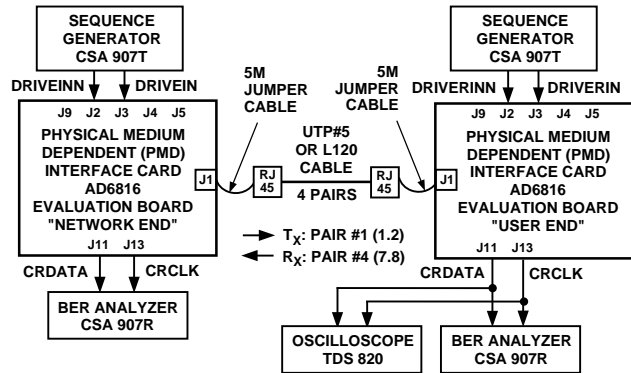 SEQUENCE
GENERATOR
CSA 907T
DRIVEINN
DRIVEIN
J9 J2 J3 J4 J5
PHYSICAL MEDIUM
DEPENDENT (PMD)
INTERFACE CARD
AD6816
EVALUATION BOARD
"NETWORK END"
J11 J13
J1
CRDATA
CRCLK
BER ANALYZER
CSA 907R
5M
JUMPER
CABLE
RJ
45
UTP#5
OR L120
CABLE
4 PAIRS
RJ
45
5M
JUMPER
CABLE
TX: PAIR #1 (1.2)
RX: PAIR #4 (7.8)
SEQUENCE
GENERATOR
CSA 907T
DRIVERINN
DRIVERIN
J9 J2 J3 J4 J5
J1
PHYSICAL MEDIUM
DEPENDENT (PMD)
INTERFACE CARD
AD6816
EVALUATION BOARD
"USER END"
J11 J13
CRDATA
CRCLK
OSCILLOSCOPE
TDS 820
BER ANALYZER
CSA 907R